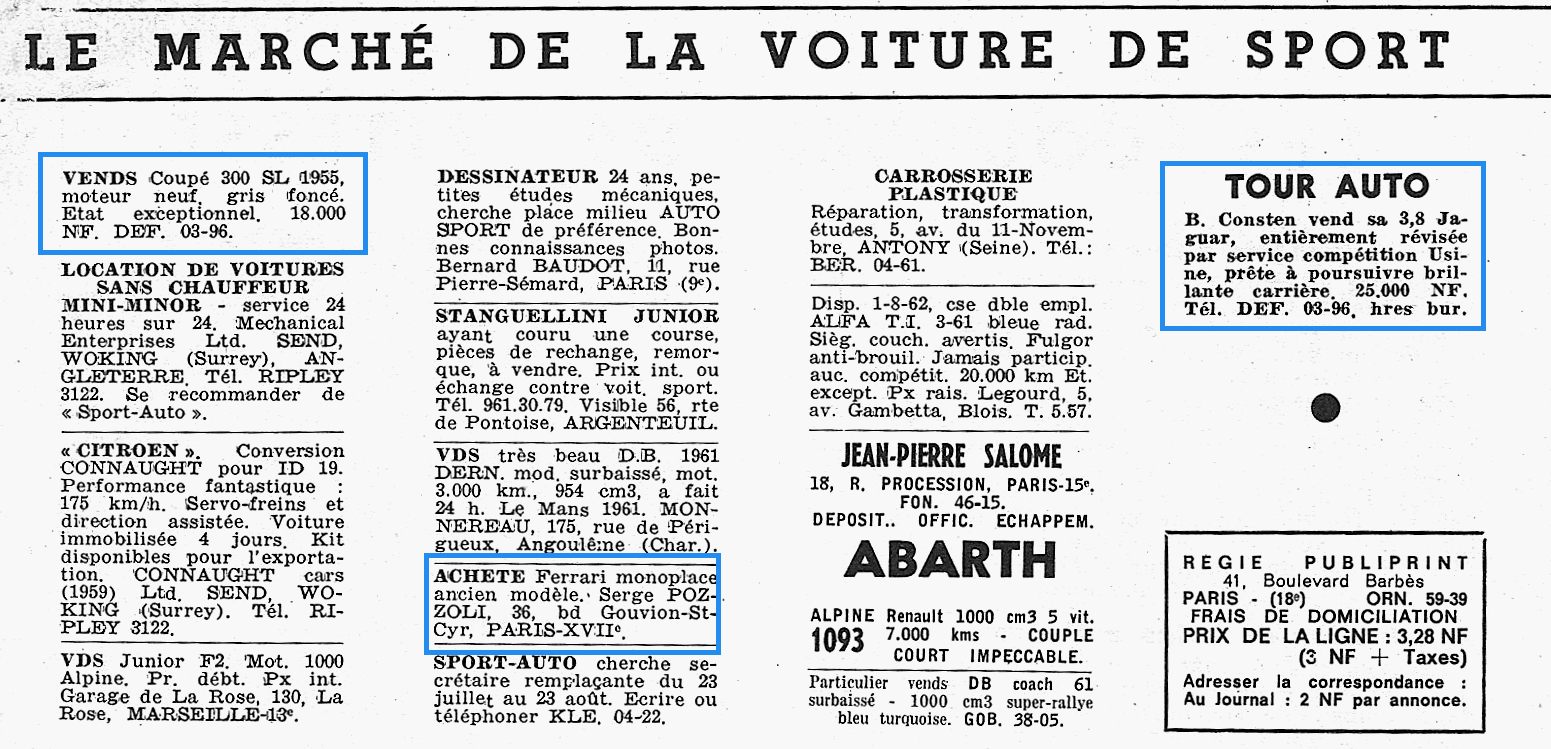 LE MARCHÉ DE LA VOITURE DE SPORT
VENDS Coupé 300 SL 1955,
moteur neuf, gris foncé.
Etat exceptionnel. 18.000
NF. DEF. 03-96.
LOCATION DE VOITURES
SANS CHAUFFEUR
MINI-MINOR - service 24
heures sur 24. Mechanical
Enterprises Ltd. SEND,
WOKING (Surrey), AN-
GLETERRE. Tél. RIPLEY
3122. Se recommander de
« Sport-Auto ».
« CITROEN ». Conversion
CONNAUGHT pour ID 19.
Performance fantastique :
175 km/h. Servo-freins et
direction assistée. Voiture
immobilisée 4 jours. Kit
disponibles pour l'exporta-
tion. CONNAUGHT cars
(1959) Ltd. SEND, WO-
KING (Surrey). Tél. RI-
PLEY 3122.
VDS Junior F2. Mot. 1000
Alpine. Pr. débt. Px int.
Garage de La Rose, 130, La
Rose, MARSEILLE-13e.
DESSINATEUR 24 ans, pe-
tites études mécaniques,
cherche place milieu AUTO
SPORT de préférence. Bon-
nes connaissances photos.
Bernard BAUDOT, 11, rue
Pierre-Sémard, PARIS (9e).
STANGUELLINI JUNIOR
ayant couru une course,
pièces de rechange, remor-
que, à vendre. Prix int. ou
échange contre voit. sport.
Tél. 961.30.79. Visible 56, rte
de Pontoise, ARGENTEUIL.
VDS très beau D.B. 1961
DERN. mod. surbaissé, mot.
3.000 km., 954 cm3, a fait
24 h. Le Mans 1961. MON-
NEREAU, 175, rue de Péri-
gueux, Angoulême (Char.).
ACHETE Ferrari monoplace
ancien modèle. Serge POZ-
ZOLI, 36, bd Gouvion-St-
Cyr, PARIS-XVIIe.
SPORT-AUTO cherche se-
crétaire remplaçante du 23
juillet au 23 août. Ecrire ou
téléphoner KLE. 04-22.
CARROSSERIE
PLASTIQUE
Réparation, transformation,
études, 5, av. du 11-Novem-
bre, ANTONY (Seine). Tél. :
BER. 04-61.
Disp. 1-8-62, cse dble empl.
ALFA T.I. 3-61 bleue rad.
Sièg. couch. avertis. Fulgor
anti-brouil. Jamais particip.
auc. compétit. 20.000 km Et.
except. Px rais. Legourd, 5,
av. Gambetta, Blois. T. 5.57.
JEAN-PIERRE SALOME
18, R. PROCESSION, PARIS-15e.
FON. 46-15.
DEPOSIT.. OFFIC. ECHAPPEM.
ABARTH
ALPINE Renault 1000 cm3 5 vit.
1093 7.000 kms - COUPLE
COURT IMPECCABLE.
Particulier vends DB coach 61
surbaissé - 1000 cm3 super-rallye
bleu turquoise. GOB. 38-05.
TOUR AUTO
B. Consten vend sa 3,8 Ja-
guar, entièrement révisée
par service compétition Usi-
ne, prête à poursuivre bril-
lante carrière. 25.000 NF.
Tél. DEF. 03-96, hres bur.
RÉGIE PUBLIPRINT
41, Boulevard Barbès
PARIS - (18e) ORN. 59-39
FRAIS DE DOMICILIATION
PRIX DE LA LIGNE : 3,28 NF
(3 NF + Taxes)
Adresser la correspondance :
Au Journal : 2 NF par annonce.